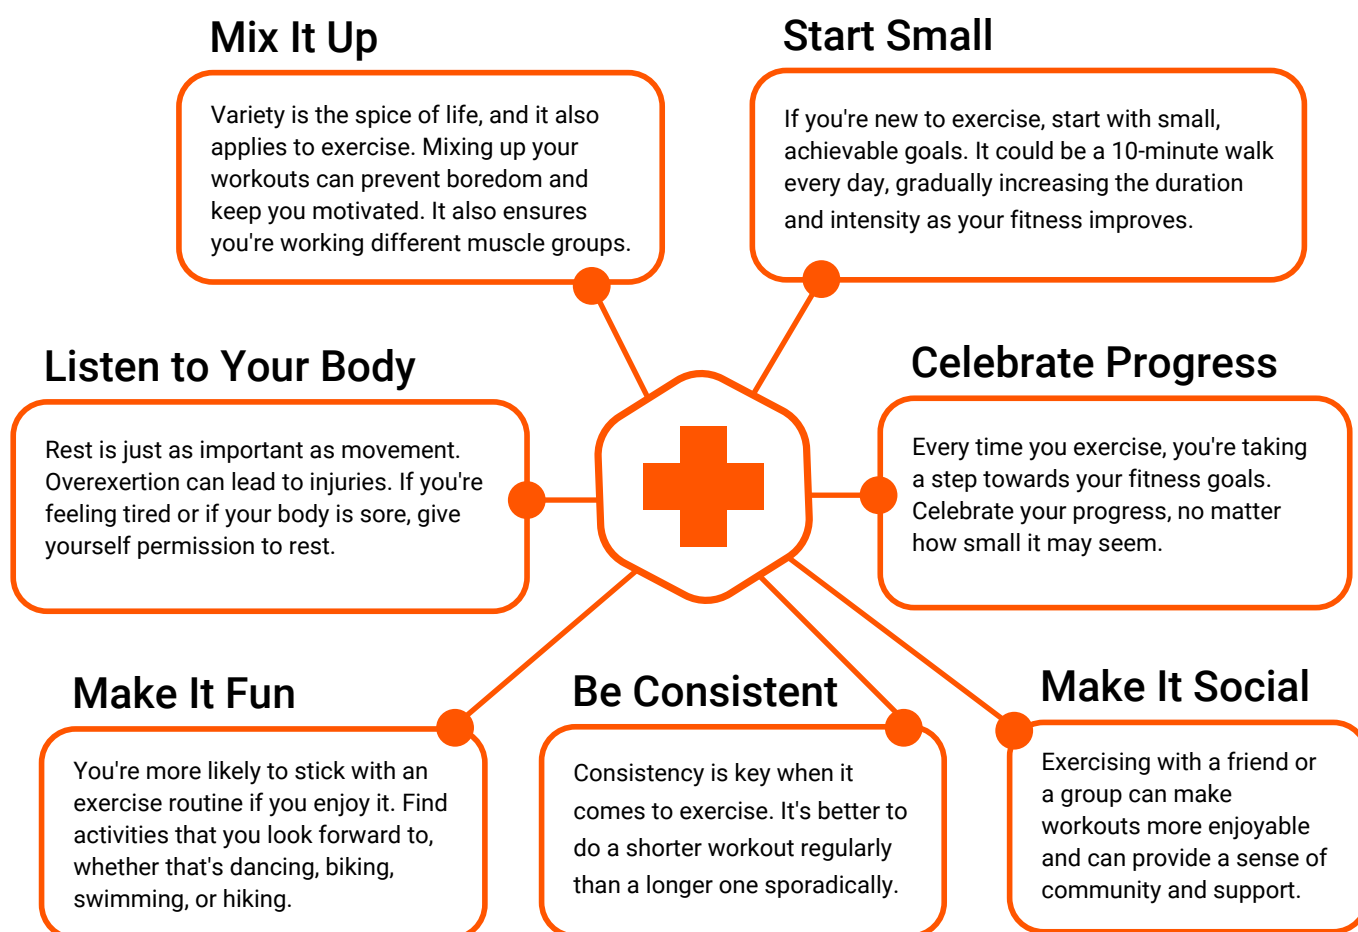 Mix It Up
Variety is the spice of life, and it also
applies to exercise. Mixing up your
workouts can prevent boredom and
keep you motivated. It also ensures
you're working different muscle groups.
Start Small
If you're new to exercise, start with small,
achievable goals. It could be a 10-minute walk
every day, gradually increasing the duration
and intensity as your fitness improves.
Listen to Your Body
Rest is just as important as movement.
Overexertion can lead to injuries. If you're
feeling tired or if your body is sore, give
yourself permission to rest.
Celebrate Progress
Every time you exercise, you're taking
a step towards your fitness goals.
Celebrate your progress, no matter
how small it may seem.
Make It Fun
You're more likely to stick with an
exercise routine if you enjoy it. Find
activities that you look forward to,
whether that's dancing, biking,
swimming, or hiking.
Be Consistent
Consistency is key when it
comes to exercise. It's better to
do a shorter workout regularly
than a longer one sporadically.
Make It Social
Exercising with a friend or
a group can make
workouts more enjoyable
and can provide a sense of
community and support.